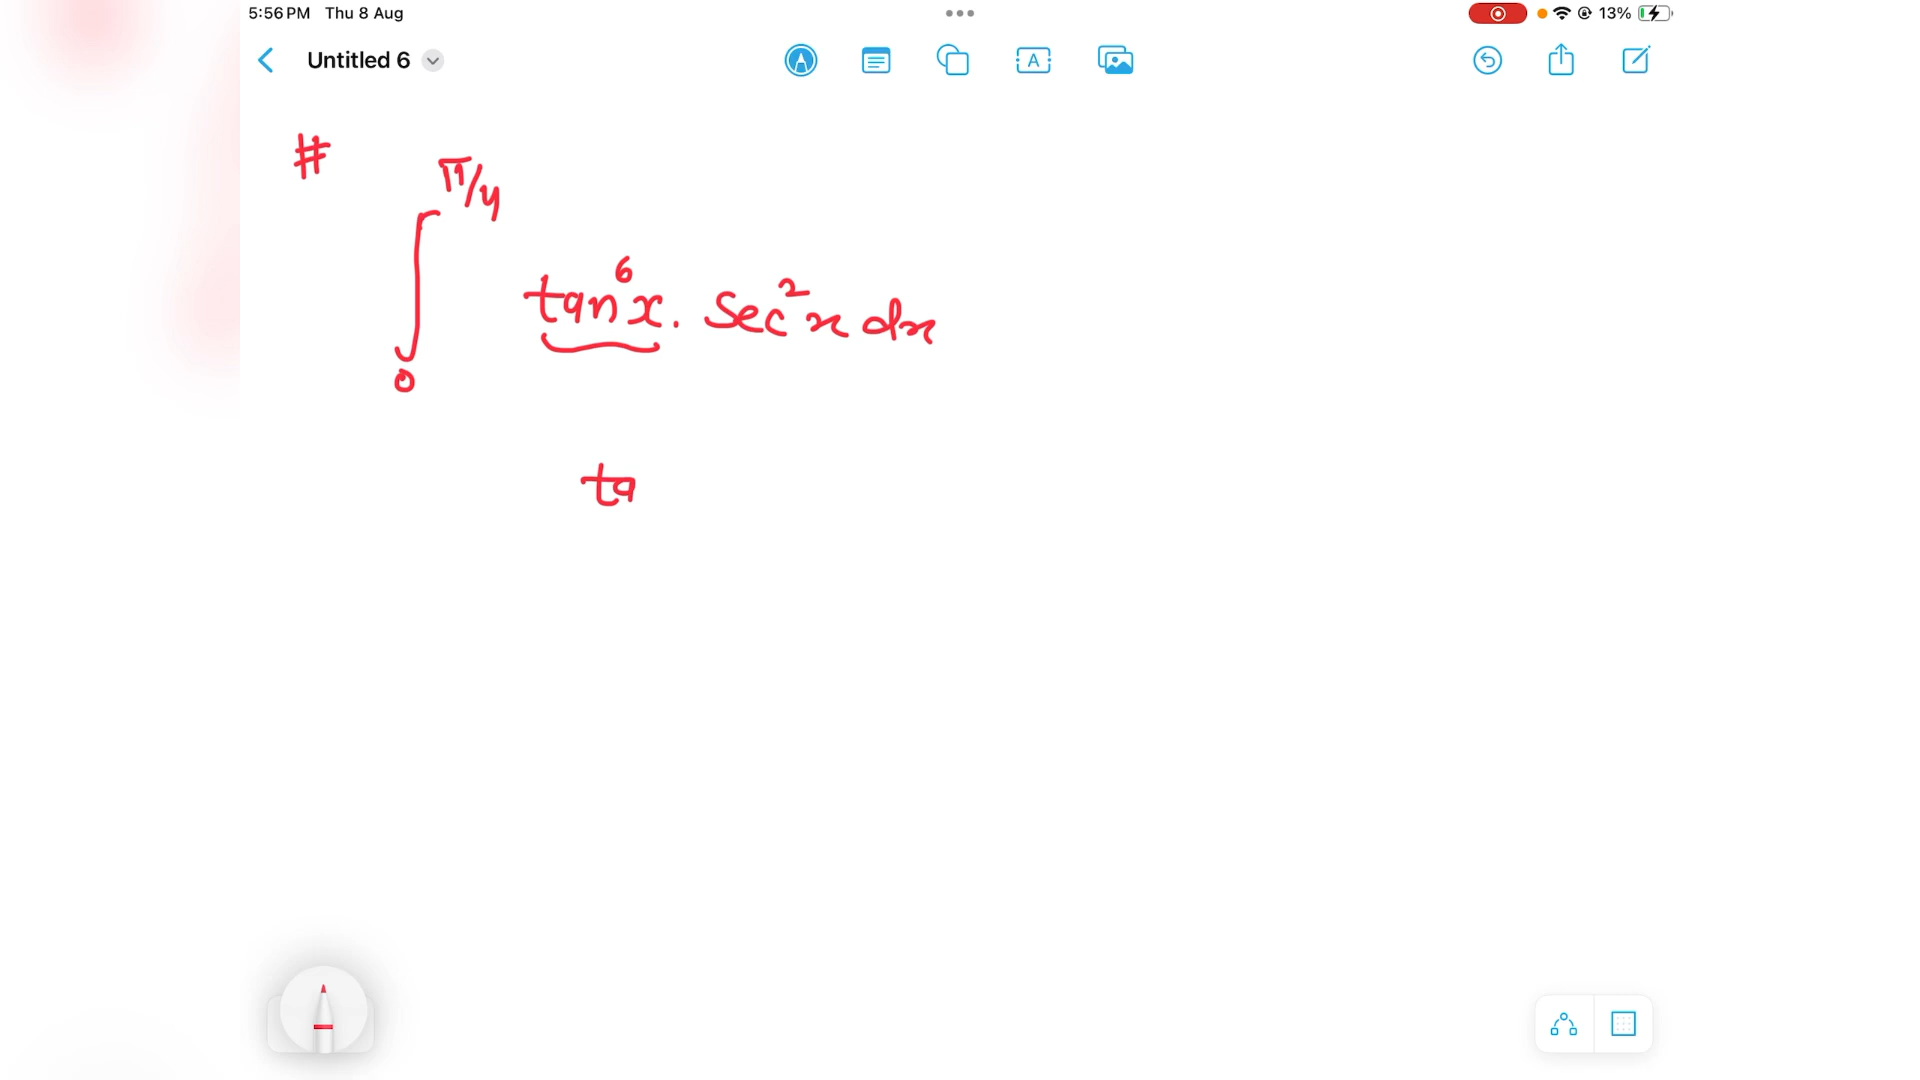 5:56 PM Thu 8 Aug
13%
Untitled 6
A
#
∫₀^π/4 tan⁶x . sec²x dx
ta